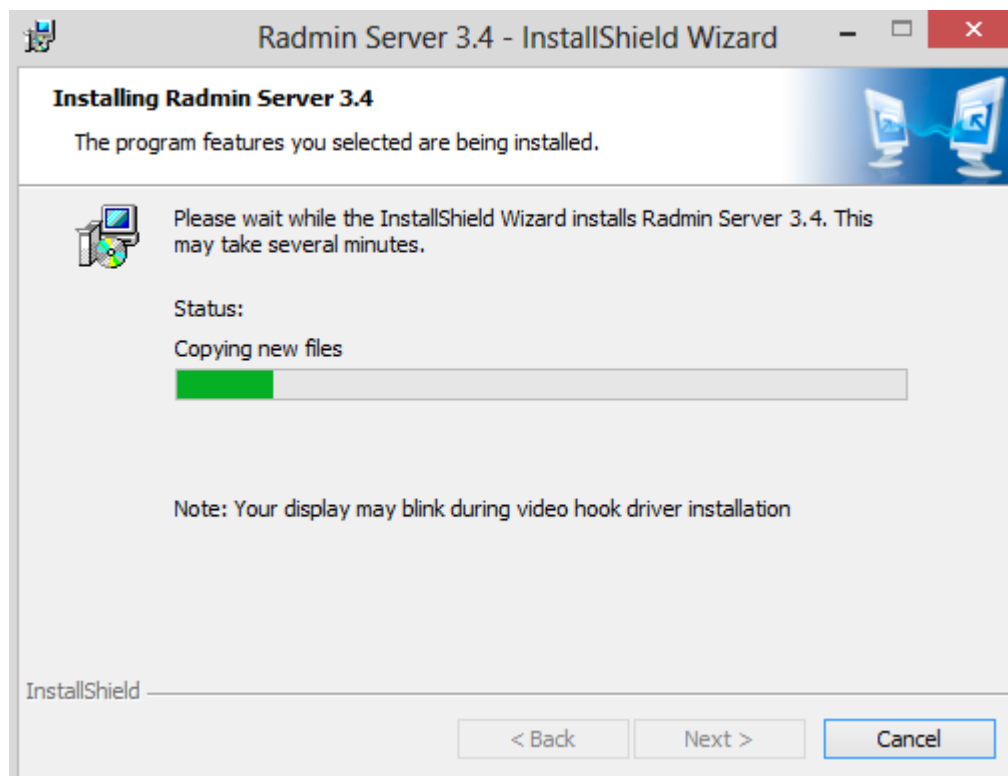 Radmin Server 3.4 - InstallShield Wizard
Installing Radmin Server 3.4
The program features you selected are being installed.
Please wait while the InstallShield Wizard installs Radmin Server 3.4. This
may take several minutes.
Status:
Copying new files
Note: Your display may blink during video hook driver installation
InstallShield
< Back
Next >
Cancel